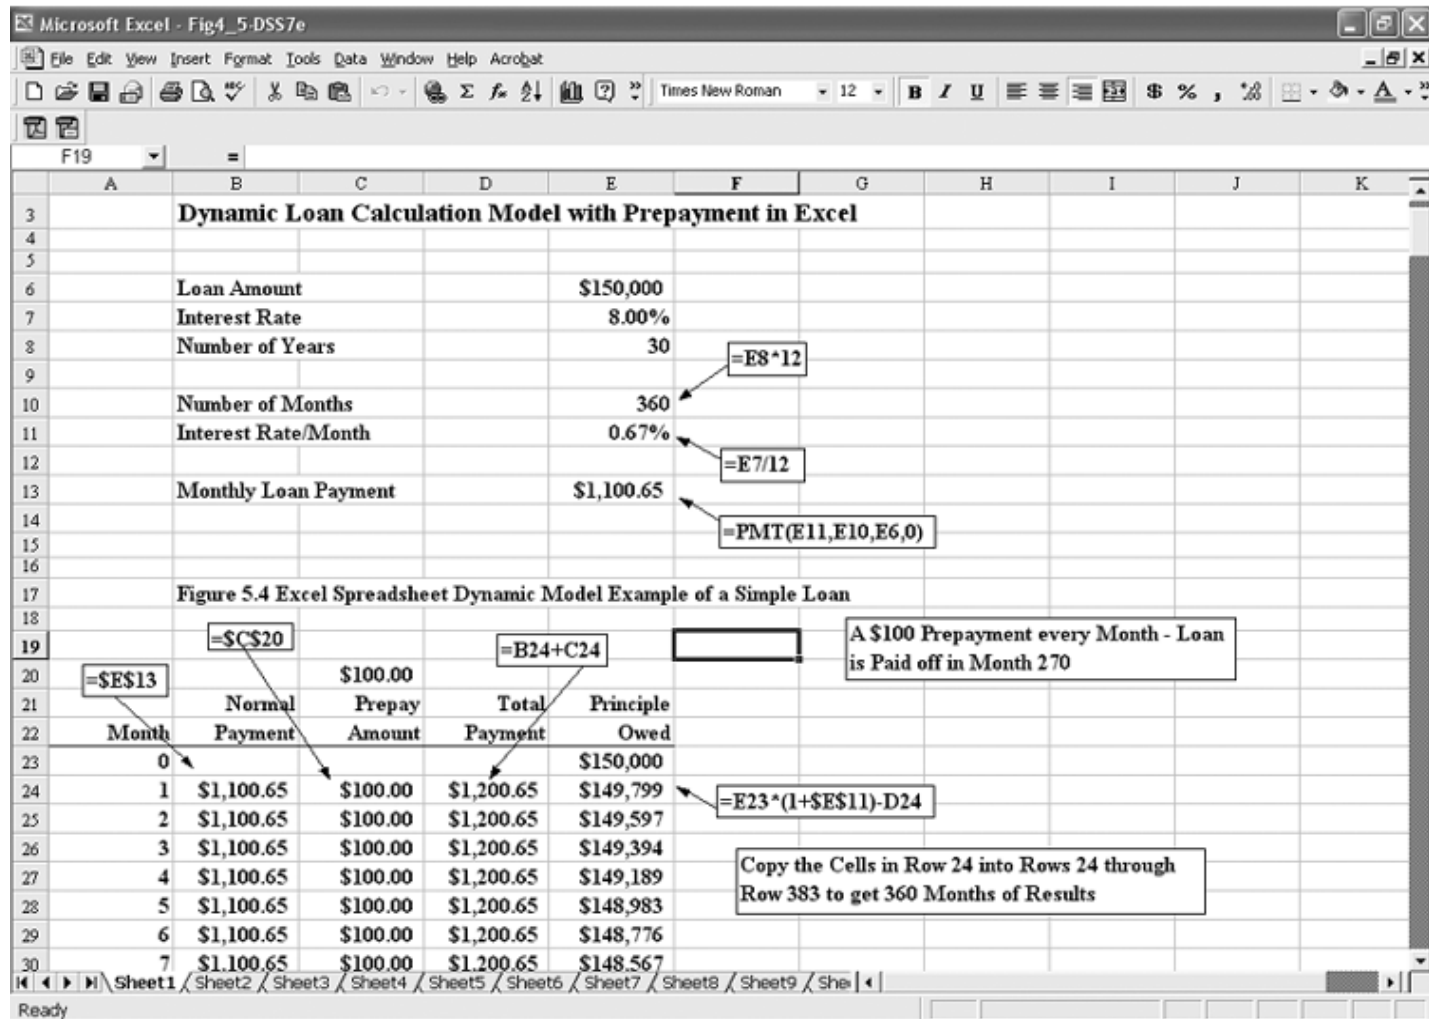 Microsoft Excel - Fig4_5-DSS7e
File Edit View Insert Format Tools Data Window Help Acrobat
Times New Roman 12 B I U $ % ,
F19 =
A B C D E F G H I J K
3 Dynamic Loan Calculation Model with Prepayment in Excel
4
5
6 Loan Amount $150,000
7 Interest Rate 8.00%
8 Number of Years 30
=E8*12
9
10 Number of Months 360
11 Interest Rate/Month 0.67%
12 =E7/12
13 Monthly Loan Payment $1,100.65
14
=PMT(E11,E10,E6,0)
15
16
17 Figure 5.4 Excel Spreadsheet Dynamic Model Example of a Simple Loan
18
19 =$C$20 =B24+C24 A $100 Prepayment every Month - Loan
is Paid off in Month 270
20 =$E$13 $100.00
21 Normal Prepay Total Principle
22 Month Payment Amount Payment Owed
23 0 $150,000
24 1 $1,100.65 $100.00 $1,200.65 $149,799
=E23*(1+$E$11)-D24
25 2 $1,100.65 $100.00 $1,200.65 $149,597
26 3 $1,100.65 $100.00 $1,200.65 $149,394
Copy the Cells in Row 24 into Rows 24 through
27 4 $1,100.65 $100.00 $1,200.65 $149,189
Row 383 to get 360 Months of Results
28 5 $1,100.65 $100.00 $1,200.65 $148,983
29 6 $1,100.65 $100.00 $1,200.65 $148,776
30 7 $1,100.65 $100.00 $1,200.65 $148,567
Sheet1 Sheet2 Sheet3 Sheet4 Sheet5 Sheet6 Sheet7 Sheet8 Sheet9 She
Ready